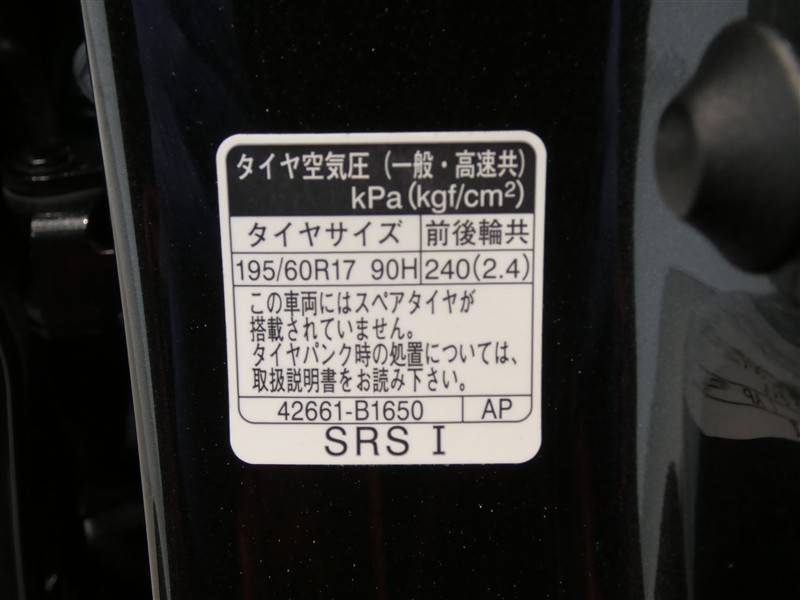 タイヤ空気圧（一般・高速共）
kPa(kgf/cm²)
タイヤサイズ 前後輪共
195/60R17 90H 240(2.4)
この車両にはスペアタイヤが
搭載されていません。
タイヤパンク時の処置については、
取扱説明書をお読み下さい。
42661-B1650 AP
SRS I